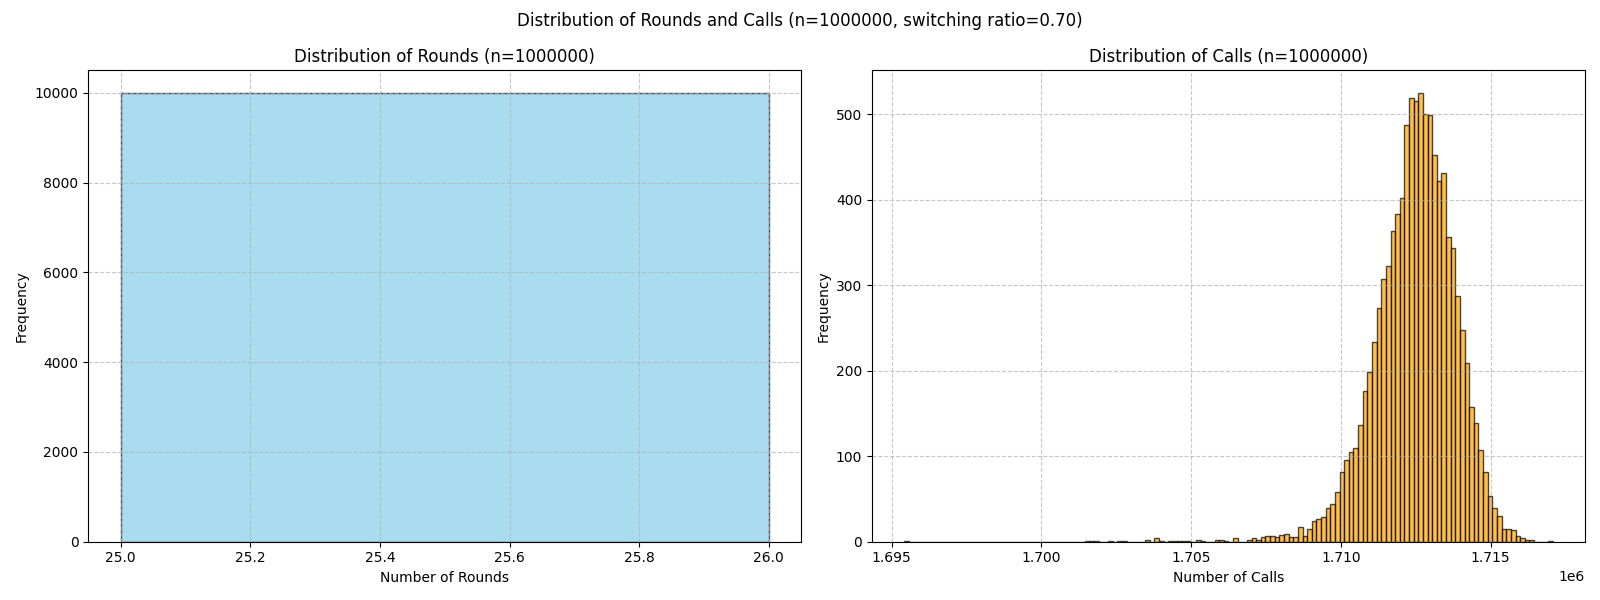 Distribution of Rounds and Calls (n=1000000, switching ratio=0.70)
Distribution of Rounds (n=1000000)
10000
8000
6000
4000
2000
0
Frequency
25.0 25.2 25.4 25.6 25.8 26.0
Number of Rounds
Distribution of Calls (n=1000000)
500
400
300
200
100
0
Frequency
1.695 1.700 1.705 1.710 1.715
1e6
Number of Calls